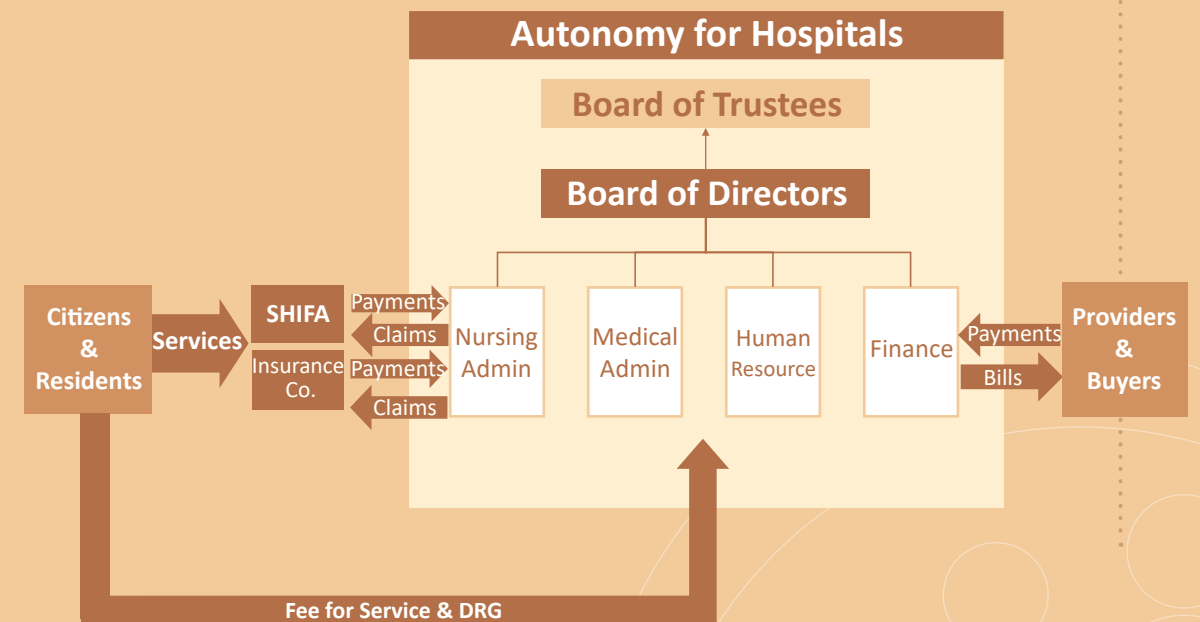 Autonomy for Hospitals
Board of Trustees
Board of Directors
Citizens
&
Residents
Services
SHIFA
Insurance
Co.
Payments
Claims
Payments
Claims
Nursing
Admin
Medical
Admin
Human
Resource
Finance
Payments
Bills
Providers
&
Buyers
Fee for Service & DRG